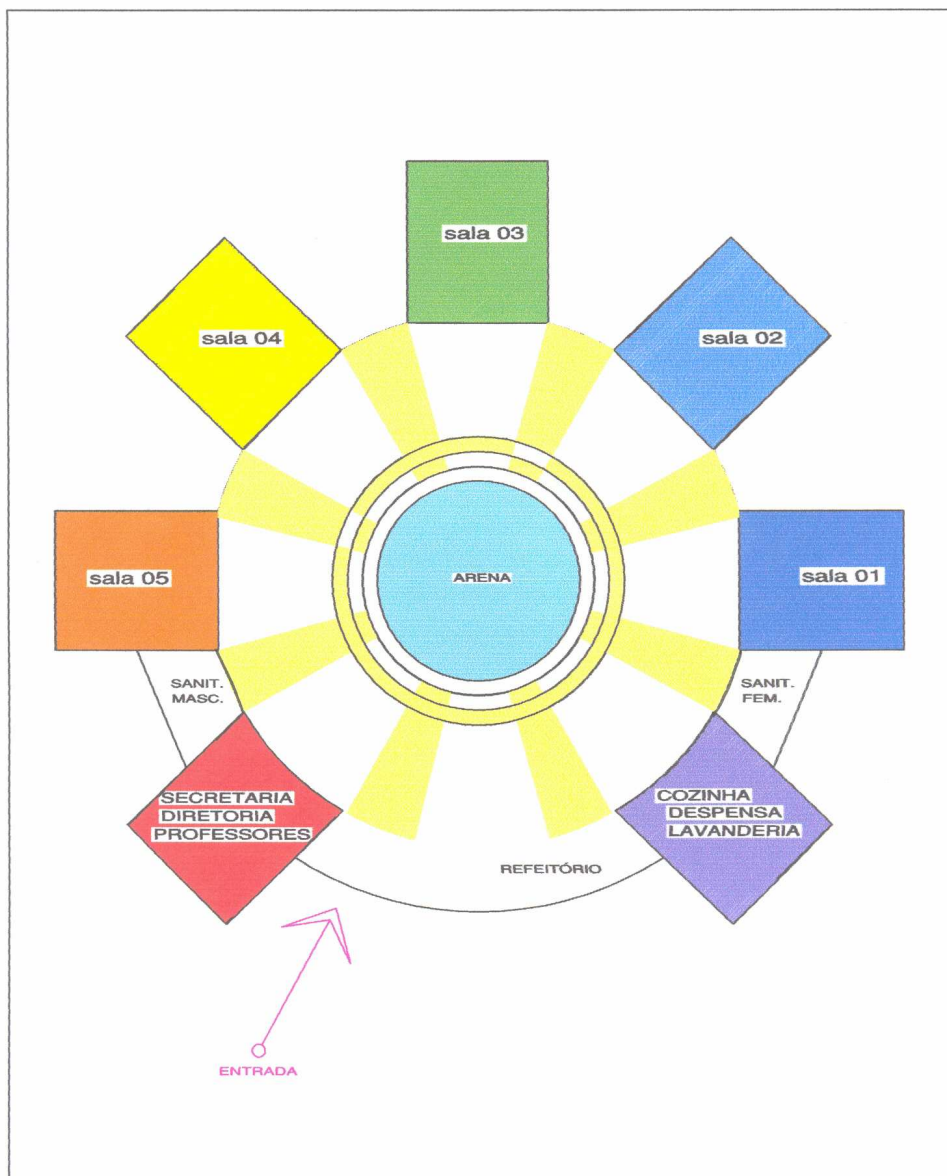 sala 03
sala 04
sala 02
sala 05
ARENA
sala 01
SANIT.
MASC.
SANIT.
FEM.
SECRETARIA
DIRETORIA
PROFESSORES
COZINHA
DESPENSA
LAVANDERIA
REFEITÓRIO
ENTRADA